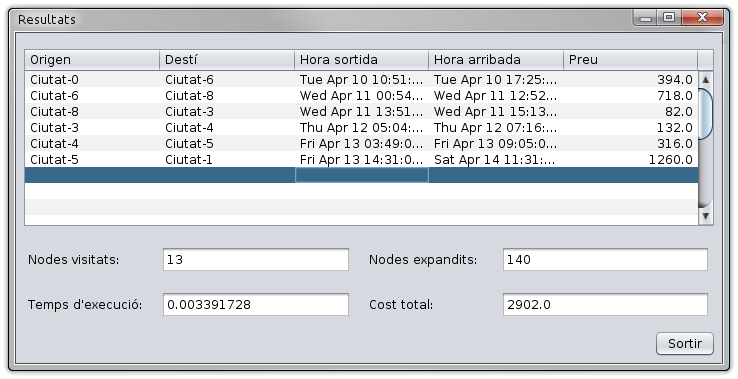 Resultats
Origen Destí Hora sortida Hora arribada Preu
Ciutat-0 Ciutat-6 Tue Apr 10 10:51:... Tue Apr 10 17:25:... 394.0
Ciutat-6 Ciutat-8 Wed Apr 11 00:54... Wed Apr 11 12:52... 718.0
Ciutat-8 Ciutat-3 Wed Apr 11 13:51... Wed Apr 11 15:13... 82.0
Ciutat-3 Ciutat-4 Thu Apr 12 05:04:... Thu Apr 12 07:16:... 132.0
Ciutat-4 Ciutat-5 Fri Apr 13 03:49:0... Fri Apr 13 09:05:0... 316.0
Ciutat-5 Ciutat-1 Fri Apr 13 14:31:0... Sat Apr 14 11:31:... 1260.0
Nodes visitats: 13 Nodes expandits: 140
Temps d'execució: 0.003391728 Cost total: 2902.0
Sortir